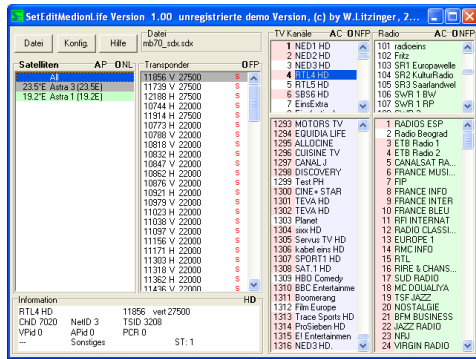 SetEditMedionLife Version 1.00 unregistrierte demo Version, (c) by W.Litzinger, 2...
Datei Konfig. Hilfe
Datei
mb70_sdx.sdx
Satelliten AP ONL
All
23.5°E Astra 3 (23.5E)
19.2°E Astra 1 (19.2E)
Transponder OFP
11856 V 27500 S
11739 V 27500 S
12188 H 27500 S
10744 H 22000 S
11914 H 27500 S
10773 H 22000 S
10788 V 22000 S
10818 V 22000 S
10832 H 22000 S
10847 V 22000 S
10862 H 22000 S
10876 V 22000 S
10921 H 22000 S
10979 V 22000 S
11023 H 22000 S
11038 V 22000 S
11097 V 22000 S
11156 V 22000 S
11171 H 22000 S
11303 H 22000 S
11318 V 22000 S
11362 H 22000 S
11436 V 22000 S
TV Kanäle AC ONFP
1 NED1 HD
2 NED2 HD
3 NED3 HD
4 RTL4 HD
5 RTL5 HD
6 SBS6 HD
7 EinsExtra
Radio AC ONFP
101 radioeins
102 Fritz
103 SR1 Europawelle
104 SR2 KulturRadio
105 SR3 Saarlandwel
106 SWR1 BW
107 SWR1 RP
1293 MOTORS TV
1294 EQUIDIA LIFE
1295 ALLOCINE
1296 CUISINE TV
1297 CANAL J
1298 DISCOVERY
1299 Test PH
1300 CINE+ STAR
1301 TEVA HD
1302 TEVA HD
1303 Planet
1304 sixx HD
1305 Servus TV HD
1306 kabel eins HD
1307 SPORT1 HD
1308 SAT.1 HD
1309 HBO Comedy
1310 BBC Entertainme
1311 Boomerang
1312 Film Europe
1313 Trace Sports HD
1314 ProSieben HD
1315 E! Entertainmen
1316 NED3 HD.
1 RADIOS ESP
2 Radio Beograd
3 ETB Radio 1
4 ETB Radio 2
5 CANALSAT RA...
6 FRANCE MUSI...
7 FIP
8 FRANCE INFO
9 FRANCE INTER
10 FRANCE BLEU
11 RFI INTERNAT
12 RADIO CLASSI...
13 EUROPE 1
14 RMC INFO
15 RTL
16 RIRE & CHANS...
17 SUD RADIO
18 MC DOUALIYA
19 TSF JAZZ
20 NOSTALGIE
21 BFM BUSINESS
22 JAZZ RADIO
23 NRJ
24 VIRGIN RADIO
Information HD
RTL4 HD 11856 vert 27500
CND 7020 NetID 3 TSID 3208
VPid 0 APid 0 PCR 0
--- Sonstiges ST: 1